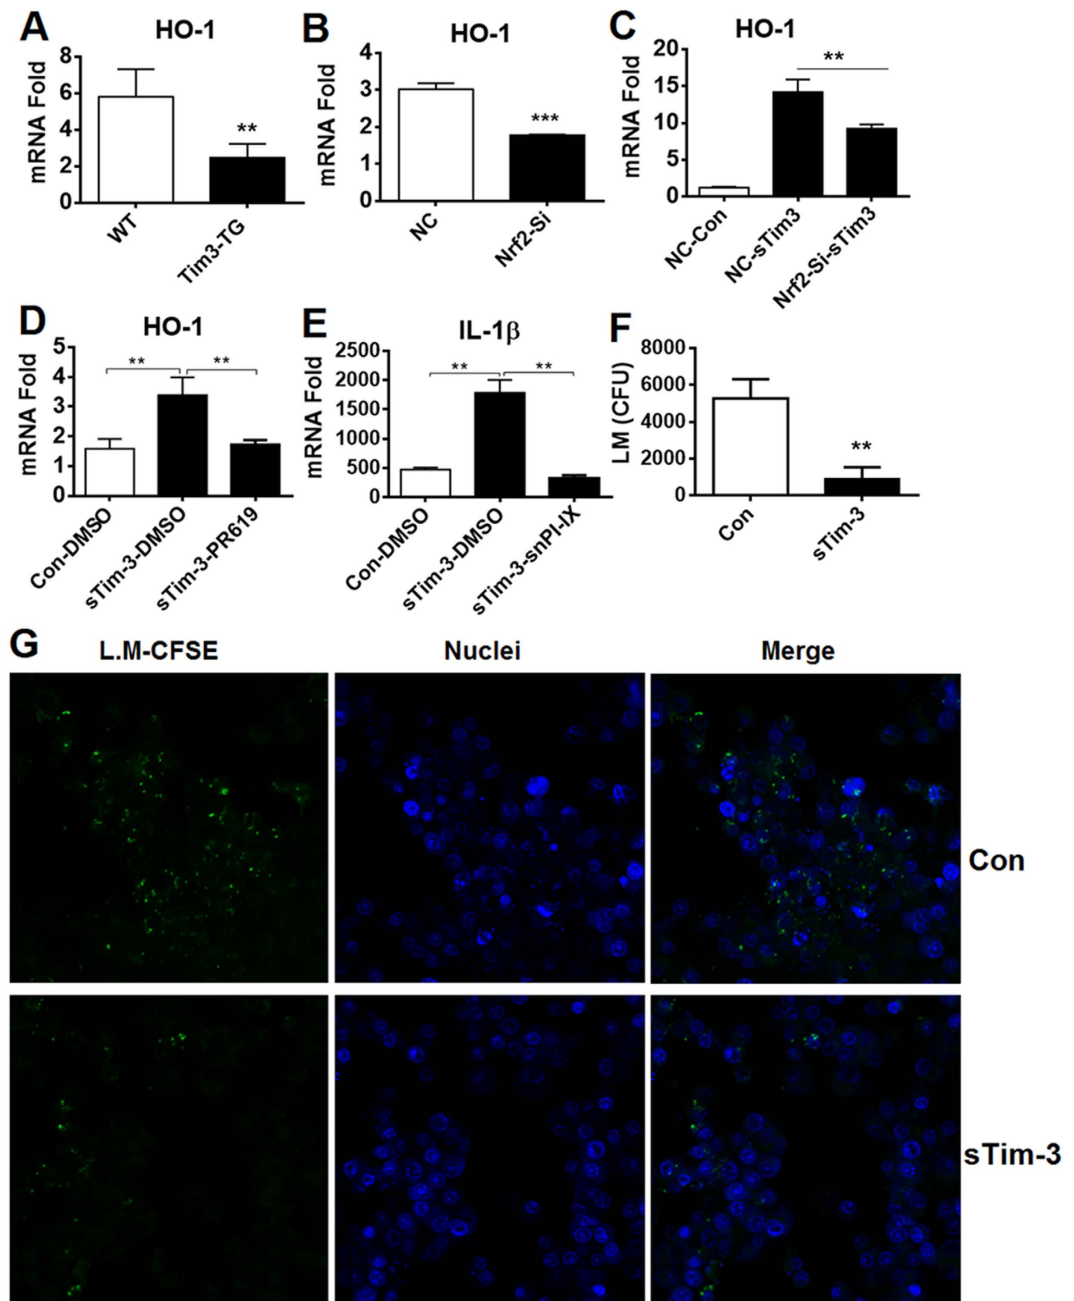 A
HO-1
mRNA Fold
8
6
4
2
0
**
WT
Tim3-TG
B
HO-1
mRNA Fold
4
3
2
1
0
***
NC
Nrf2-Si
C
HO-1
mRNA Fold
20
15
10
5
0
**
NC-Con
NC-sTim3
Nrf2-Si-sTim3
D
HO-1
mRNA Fold
5
4
3
2
1
0
**
**
Con-DMSO
sTim-3-DMSO
sTim-3-PR619
E
IL-1β
mRNA Fold
2500
2000
1500
1000
500
0
**
**
Con-DMSO
sTim-3-DMSO
sTim-3-snPI-IX
F
LM (CFU)
8000
6000
4000
2000
0
**
Con
sTim-3
G
L.M-CFSE
Nuclei
Merge
Con
sTim-3